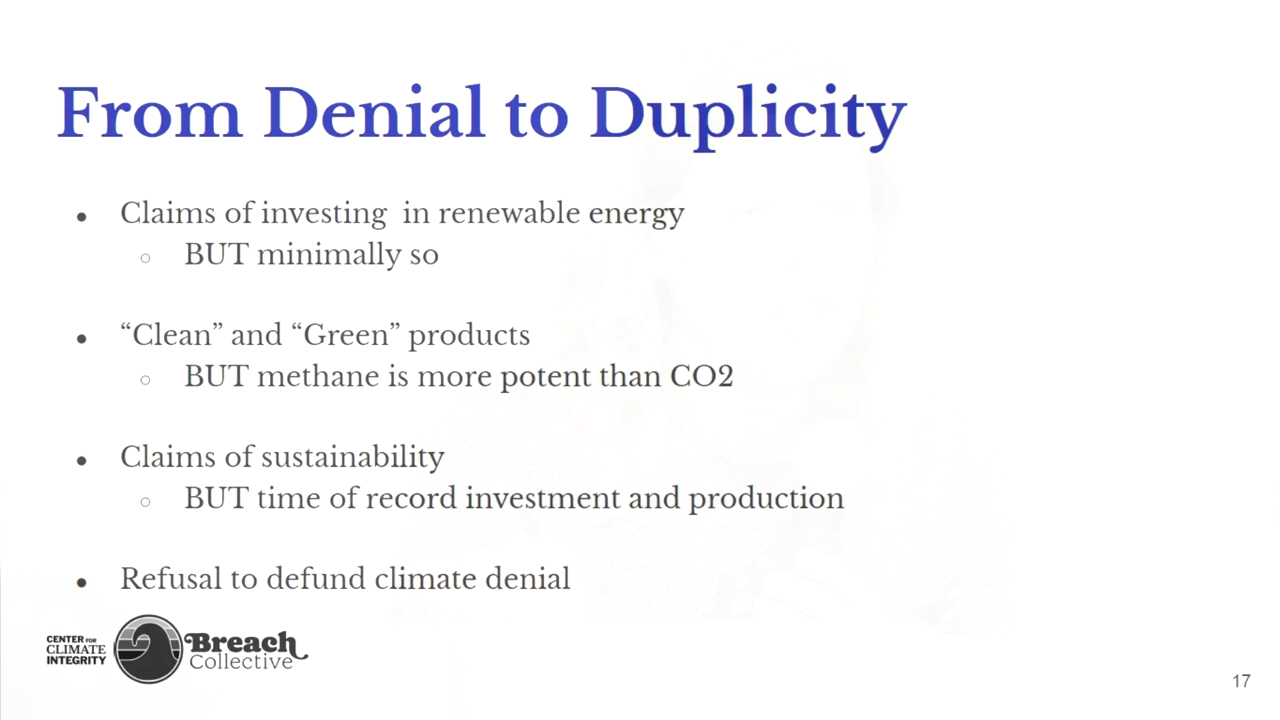 From Denial to Duplicity
● Claims of investing  in renewable energy
○ BUT minimally so
● “Clean” and “Green” products
○ BUT methane is more potent than CO2
● Claims of sustainability
○ BUT time of record investment and production
● Refusal to defund climate denial
CENTER FOR
CLIMATE
INTEGRITY
Breach
Collective
17